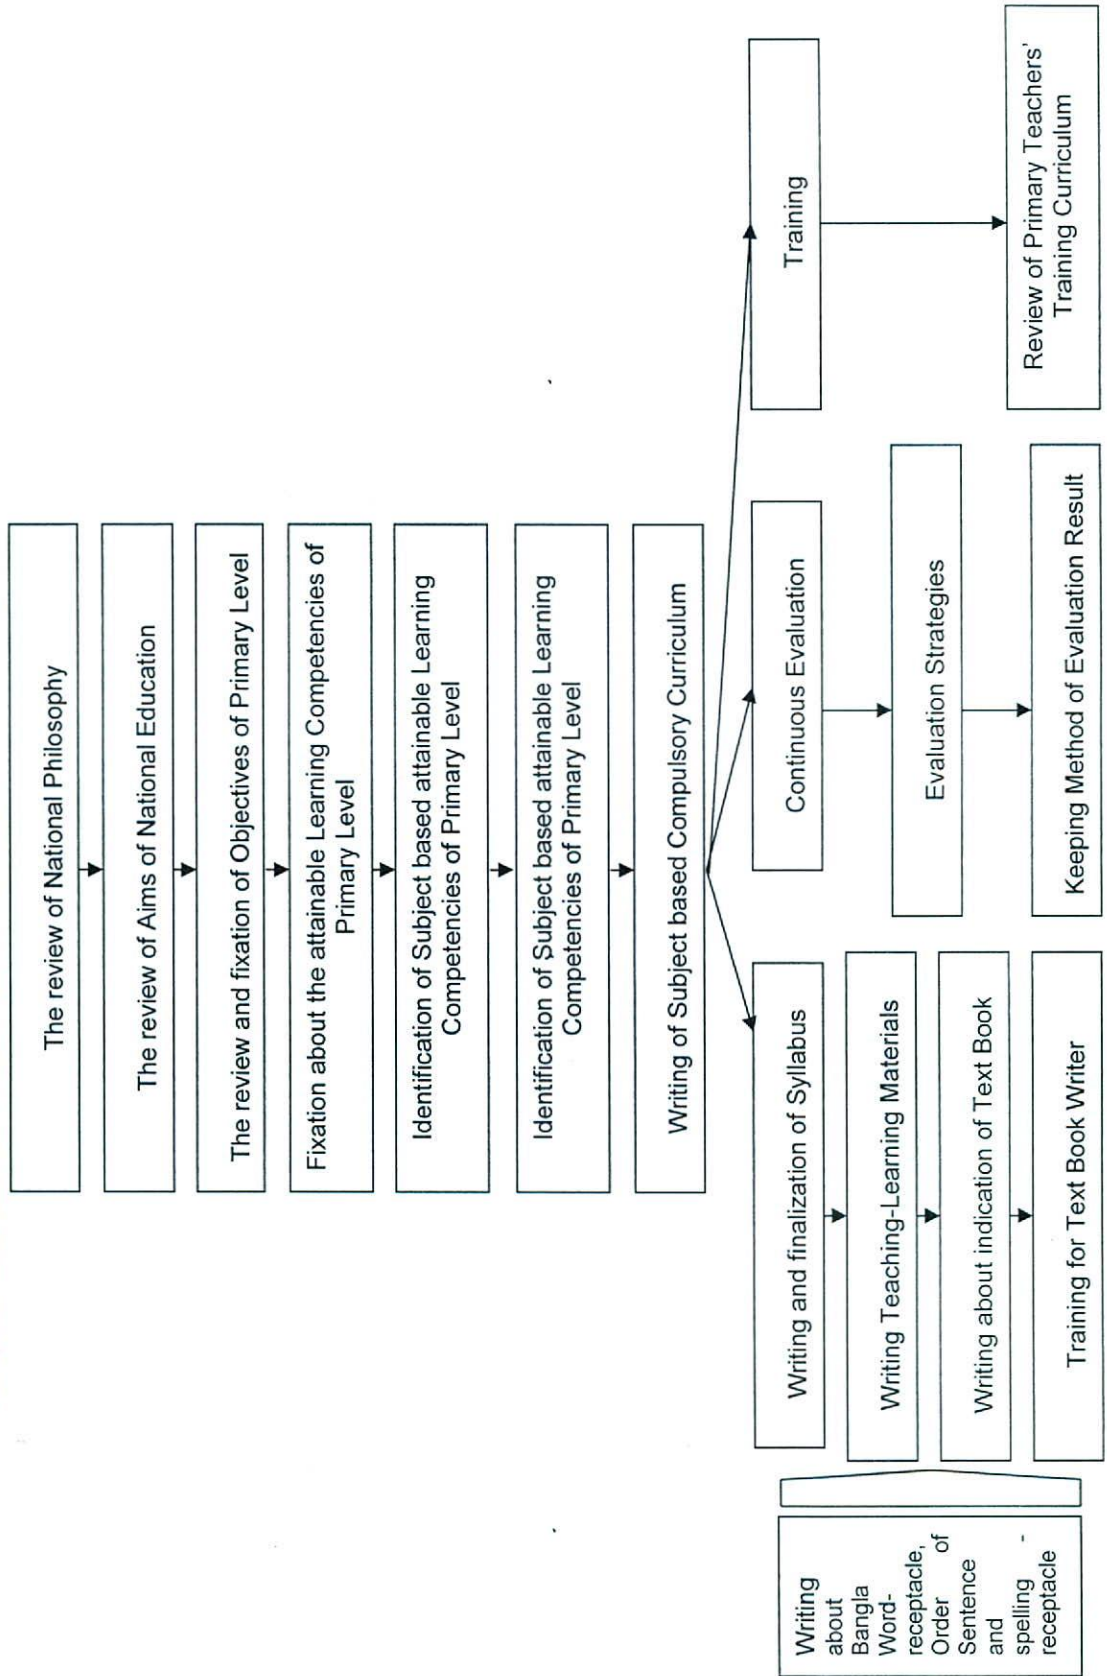 The review of National Philosophy
The review of Aims of National Education
The review and fixation of Objectives of Primary Level
Fixation about the attainable Learning Competencies of
Primary Level
Identification of Subject based attainable Learning
Competencies of Primary Level
Identification of Subject based attainable Learning
Competencies of Primary Level
Writing of Subject based Compulsory Curriculum
Writing and finalization of Syllabus
Writing Teaching-Learning Materials
Writing about indication of Text Book
Training for Text Book Writer
Writing
about
Bangla
Word-
receptacle,
Order of
Sentence
and
spelling -
receptacle
Continuous Evaluation
Evaluation Strategies
Keeping Method of Evaluation Result
Training
Review of Primary Teachers'
Training Curriculum